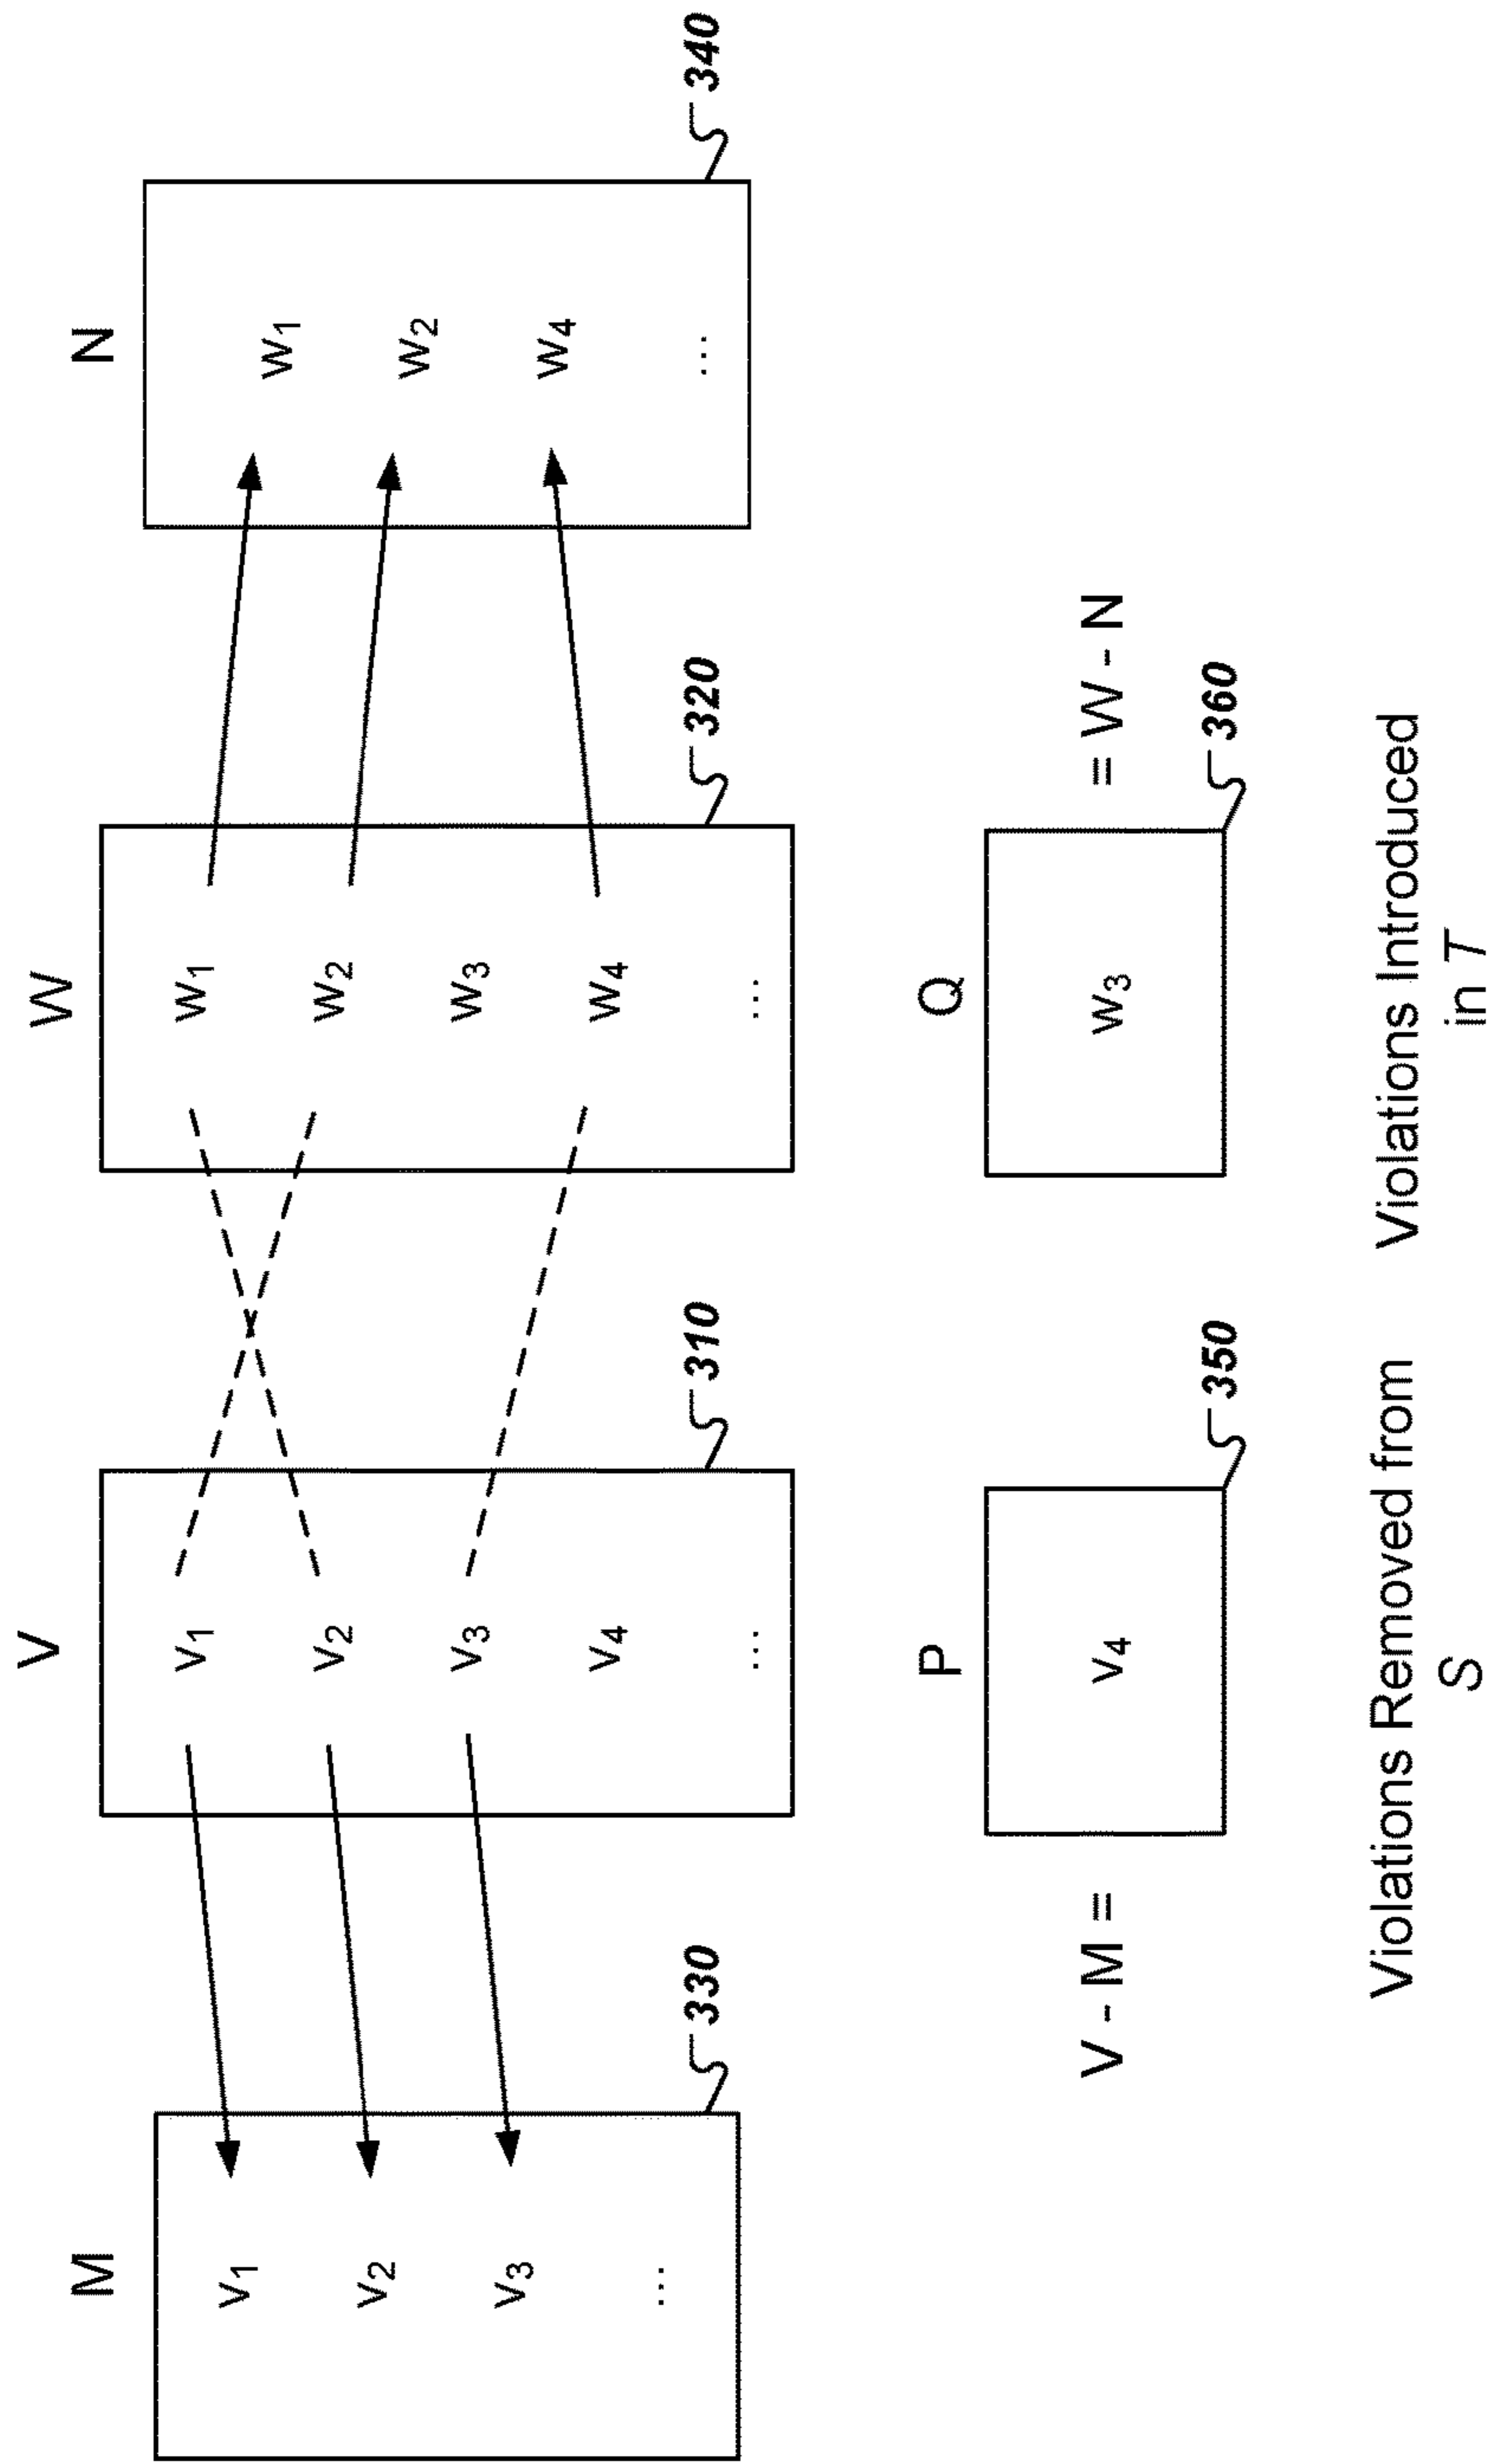 M
V
W
N
v1
v2
v3
...
330
v1
v2
v3
v4
...
310
w1
w2
w3
w4
...
320
w1
w2
w4
...
340
V - M =
P
v4
350
Q
w3
= W - N
360
Violations Removed from
S
Violations Introduced
in T